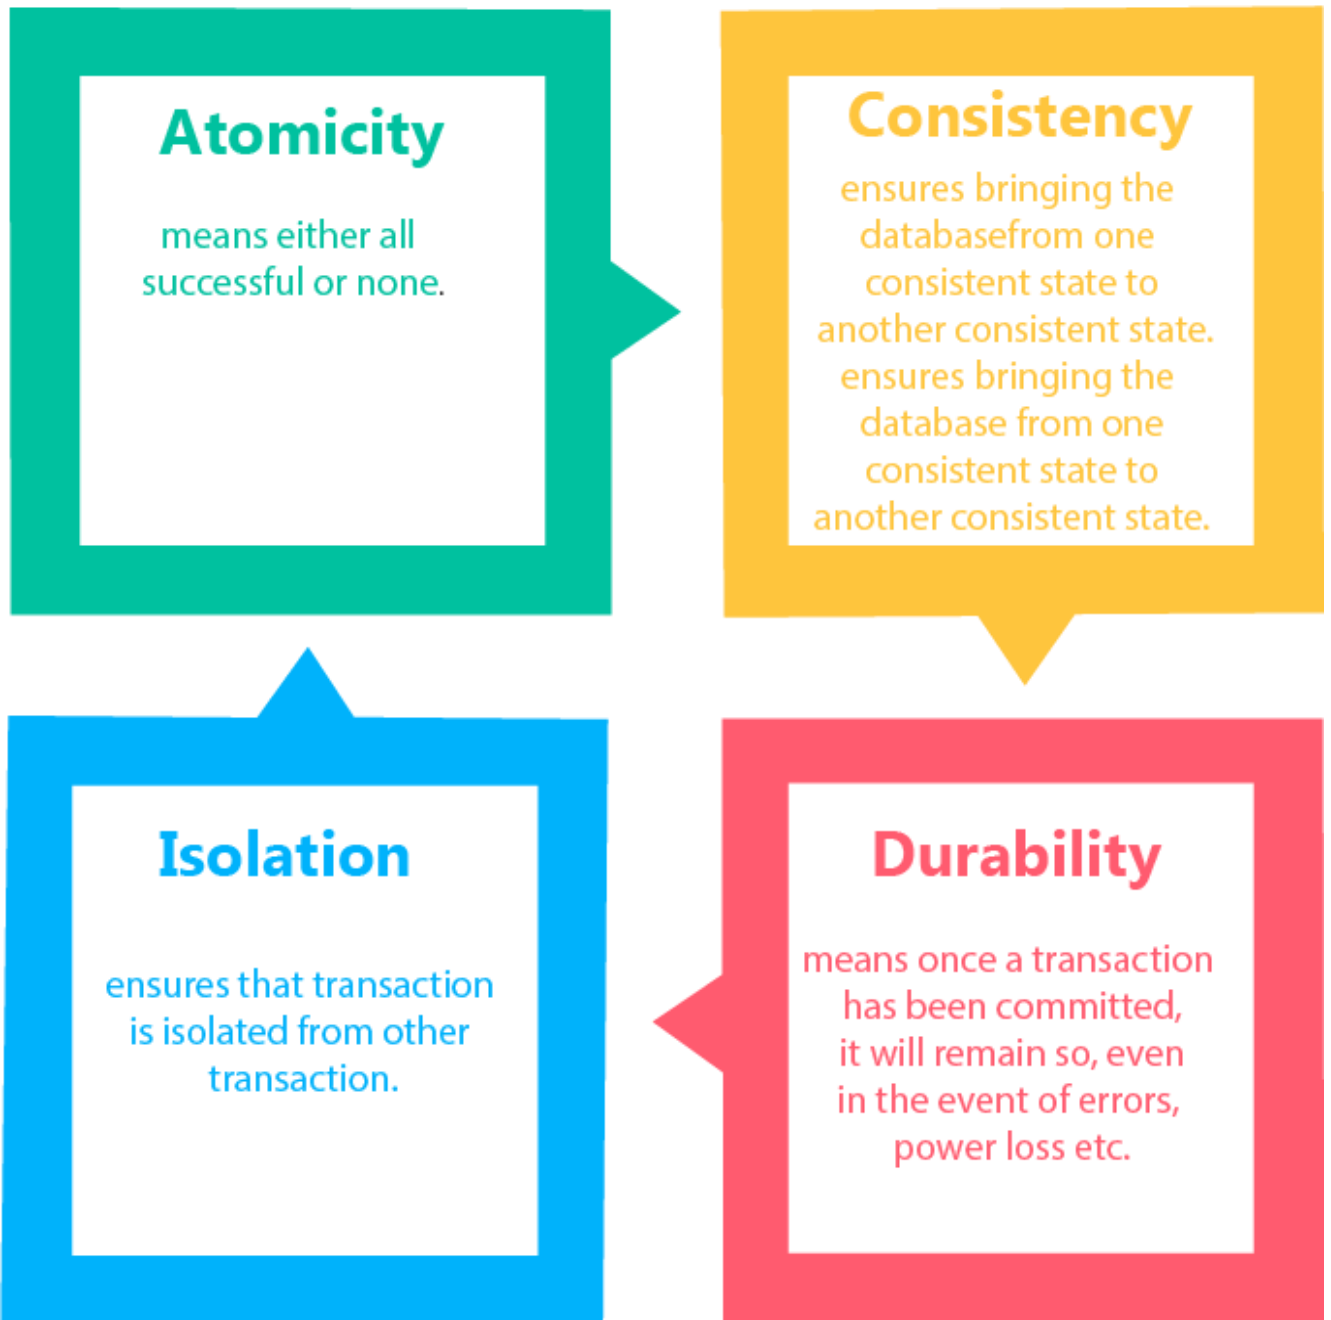 Atomicity
means either all
successful or none.
Consistency
ensures bringing the
databasefrom one
consistent state to
another consistent state.
ensures bringing the
database from one
consistent state to
another consistent state.
Isolation
ensures that transaction
is isolated from other
transaction.
Durability
means once a transaction
has been committed,
it will remain so, even
in the event of errors,
power loss etc.